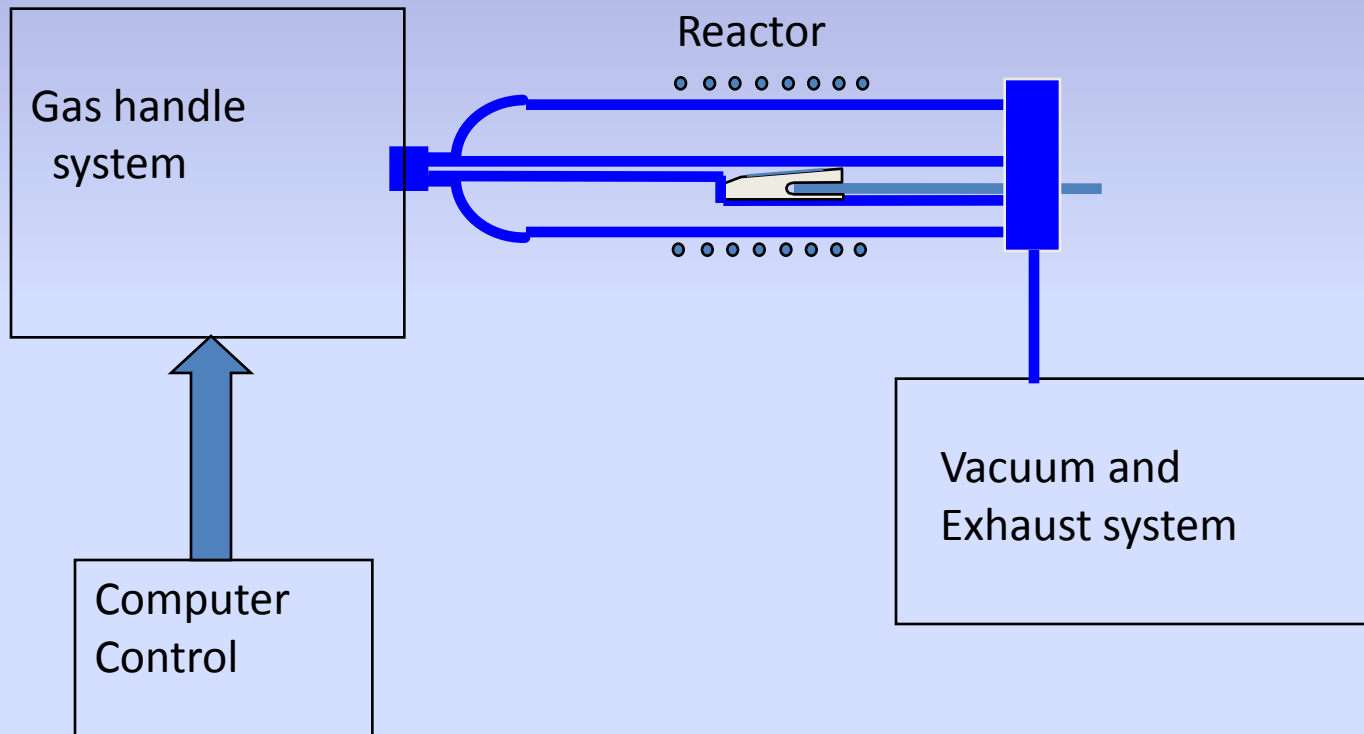 Reactor
Gas handle
system
Vacuum and
Exhaust system
Computer
Control